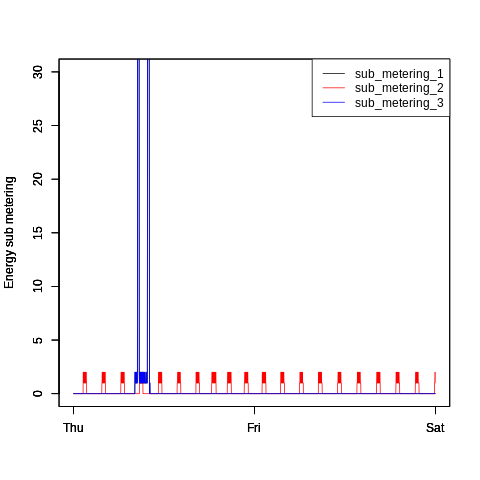 sub_metering_1
sub_metering_2
sub_metering_3
Energy sub metering
30
25
20
15
10
5
0
Thu Fri Sat